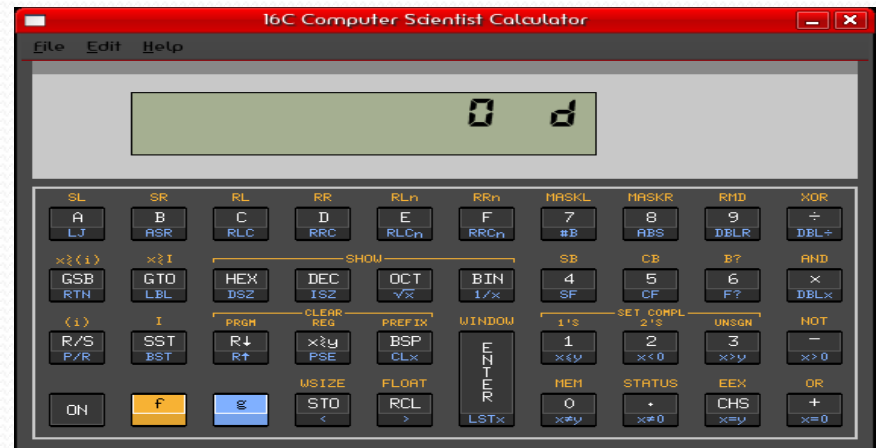 16C Computer Scientist Calculator
File Edit Help
0 d
SL SR RL RR RLn RRn MASKL MASKR RMD XOR
A B C D E F 7 8 9 ÷
LJ ASR RLC RRC RLCn RRCn #B ABS DBLR DBL÷
x≷(i) x≷I SHOW SB CB B? AND
GSB GTO HEX DEC OCT BIN 4 5 6 ×
RTN LBL DSZ ISZ √x 1/x SF CF F? DBLx
(i) I PRGM CLEAR REG PREFIX WINDOW 1'S SET COMPL 2'S UNSGN NOT
R/S SST R↓ x≷y BSP ENTER 1 2 3 −
P/R BST R↑ PSE CLx x≤y x<0 x>y x>0
WSIZE FLOAT MEM STATUS EEX OR
ON f g STO RCL 0 . CHS +
< > LSTx x≠y x≠0 x=y x=0